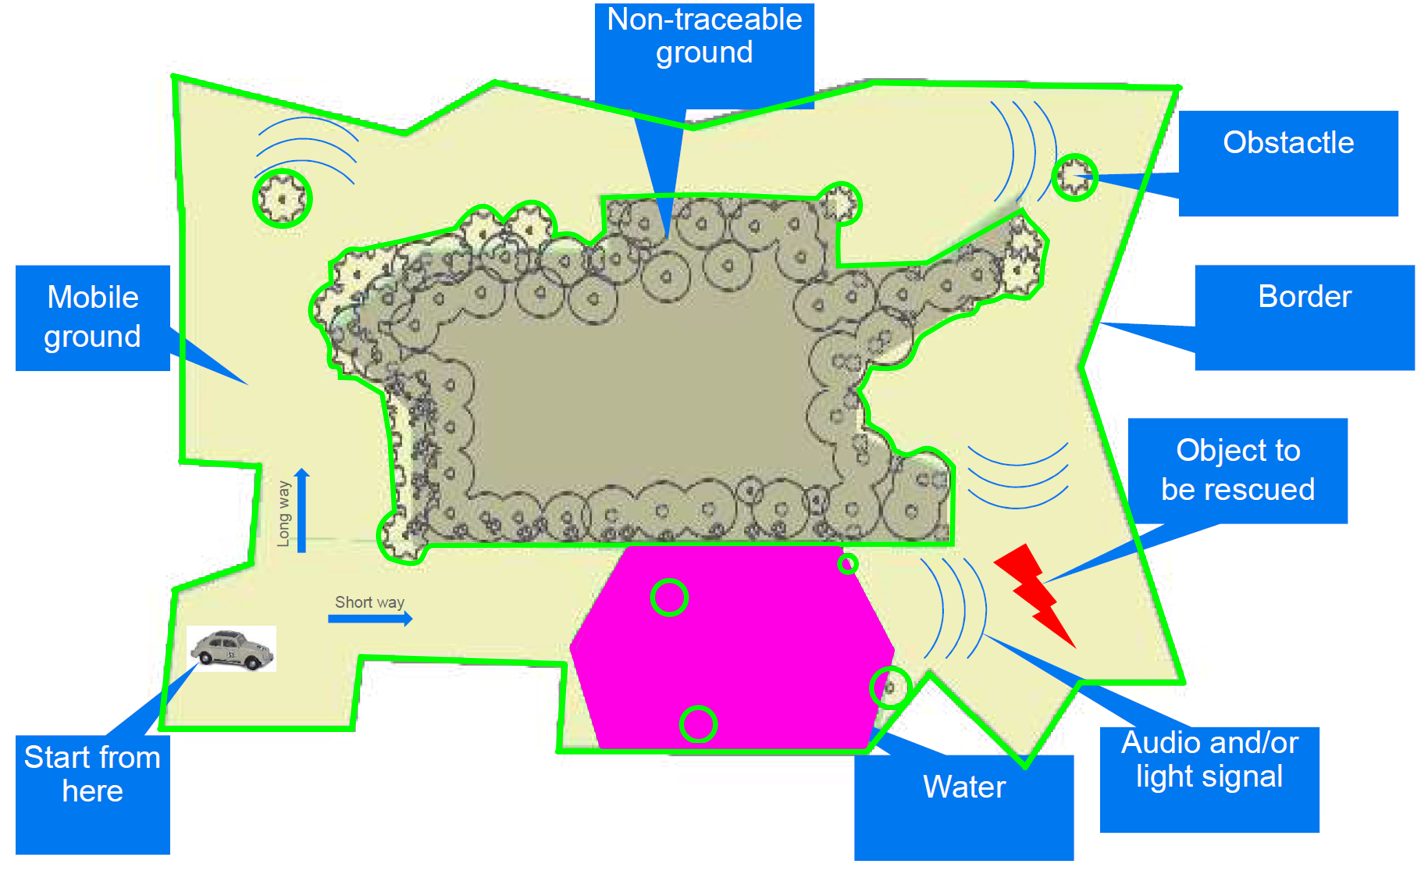 Non-traceable
ground
Obstactle
Mobile
ground
Border
Object to
be rescued
Long way
Short way
Start from
here
Water
Audio and/or
light signal